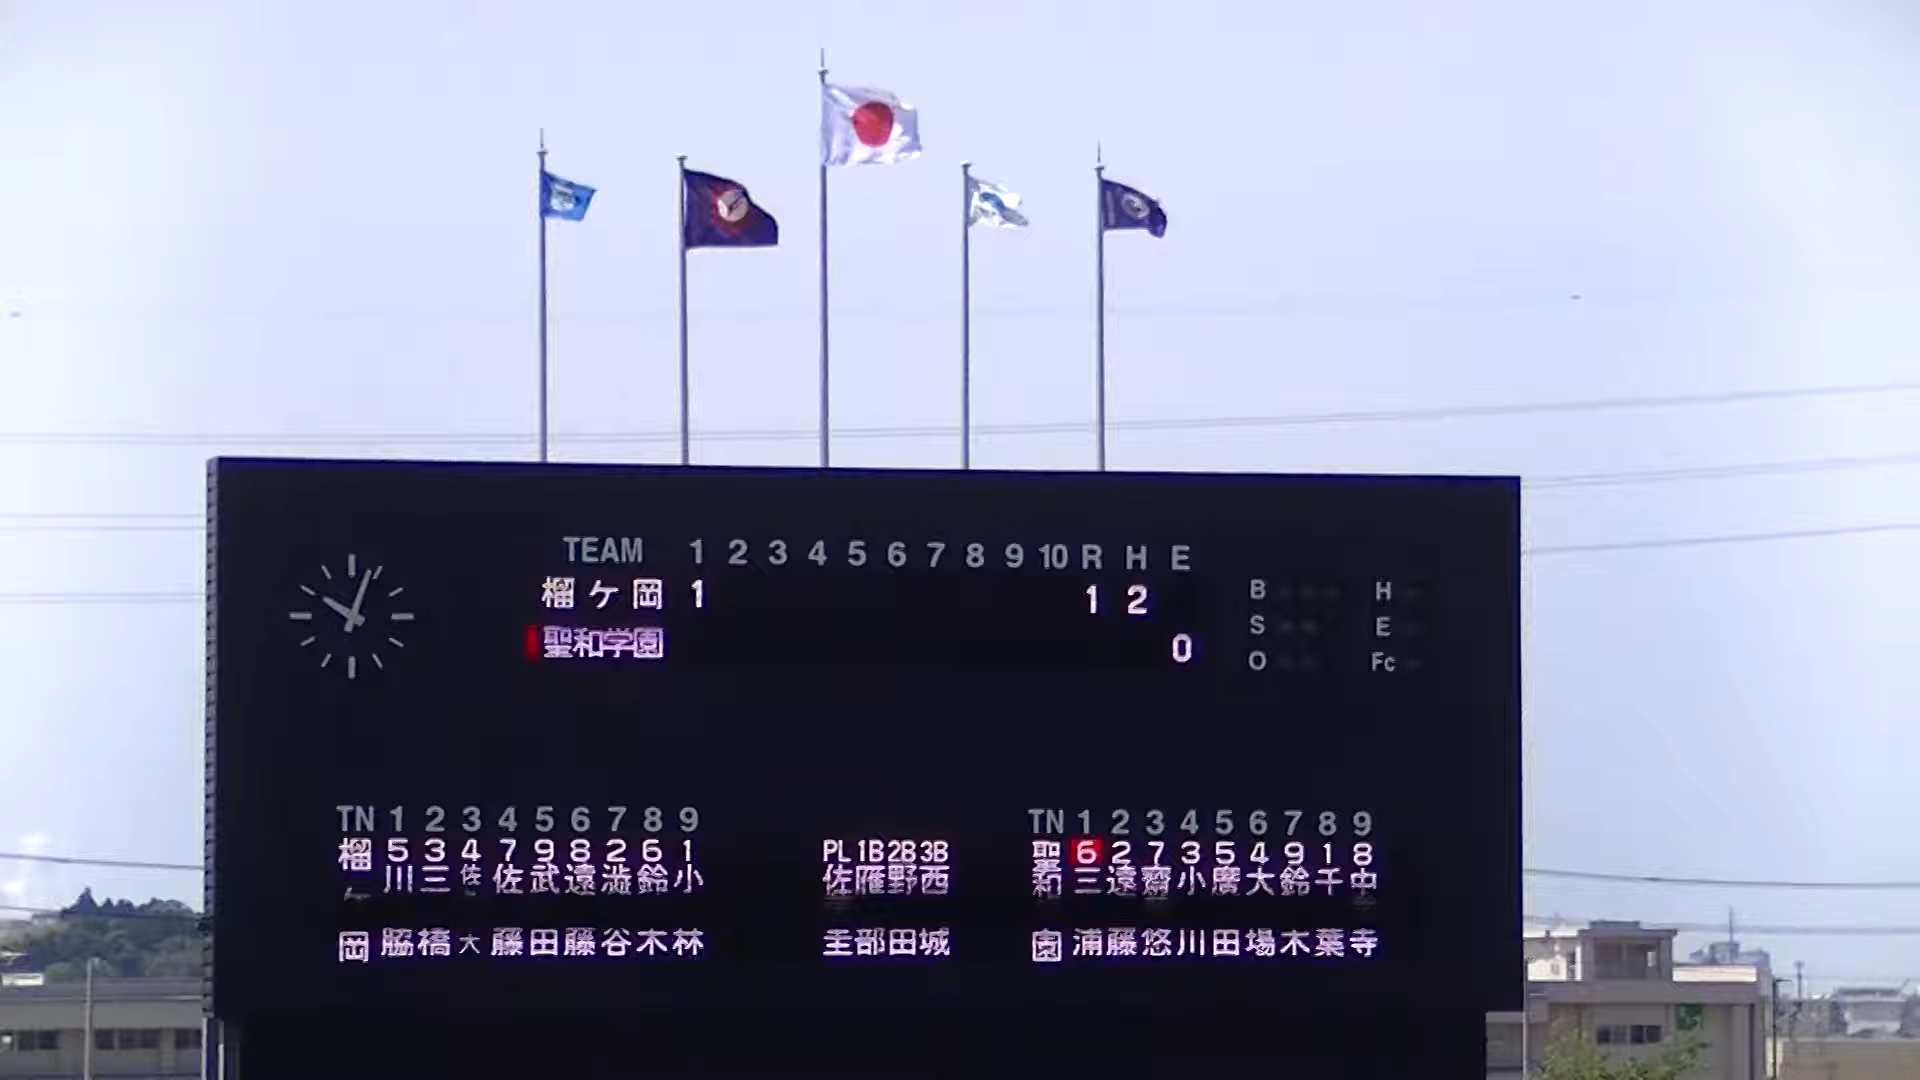 TEAM 1 2 3 4 5 6 7 8 9 10 R H E
榴ケ岡 1 1 2
聖和学園 0
B H
S E
O Fc
TN 1 2 3 4 5 6 7 8 9
榴 5 3 4 7 9 8 2 6 1
川 三 佐 佐 武 遠 澁 鈴 小
岡 脇 橋 大 藤 田 藤 谷 木 林
PL 1B 2B 3B
佐 雁 野 西
圭 部 田 城
TN 1 2 3 4 5 6 7 8 9
聖 6 2 7 3 5 4 9 1 8
和 三 遠 齋 小 廣 大 鈴 千
園 浦 藤 悠 川 田 場 木 葉 寺